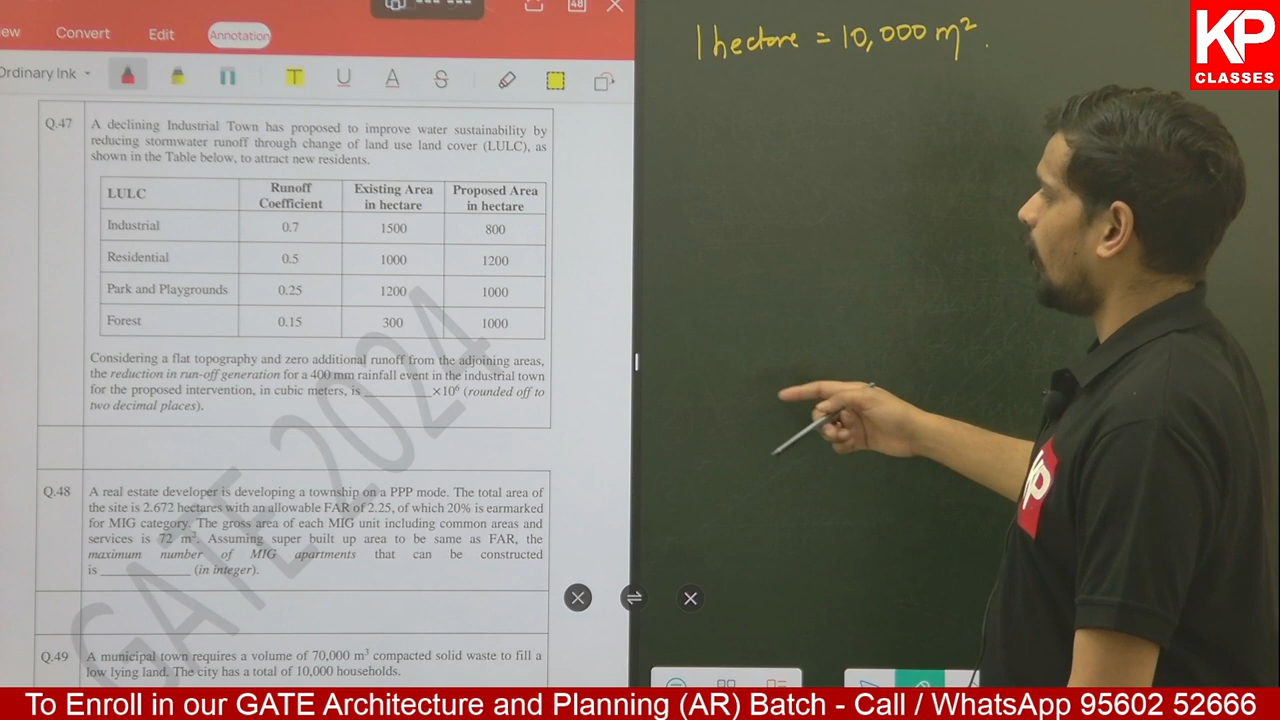 48
ew Convert Edit Annotation
Ordinary Ink T U A S
1 hectare = 10,000 m².
KP
CLASSES
Q.47 A declining Industrial Town has proposed to improve water sustainability by
reducing stormwater runoff through change of land use land cover (LULC), as
shown in the Table below, to attract new residents.
LULC Runoff Coefficient Existing Area in hectare Proposed Area in hectare
Industrial 0.7 1500 800
Residential 0.5 1000 1200
Park and Playgrounds 0.25 1200 1000
Forest 0.15 300 1000
Considering a flat topography and zero additional runoff from the adjoining areas,
the reduction in run-off generation for a 400 mm rainfall event in the industrial town
for the proposed intervention, in cubic meters, is __________×10⁶ (rounded off to
two decimal places).
Q.48 A real estate developer is developing a township on a PPP mode. The total area of
the site is 2.672 hectares with an allowable FAR of 2.25, of which 20% is earmarked
for MIG category. The gross area of each MIG unit including common areas and
services is 72 m². Assuming super built up area to be same as FAR, the
maximum number of MIG apartments that can be constructed
is ____________ (in integer).
Q.49 A municipal town requires a volume of 70,000 m³ compacted solid waste to fill a
low lying land. The city has a total of 10,000 households.
GATE 2024
KP
To Enroll in our GATE Architecture and Planning (AR) Batch - Call / WhatsApp 95602 52666